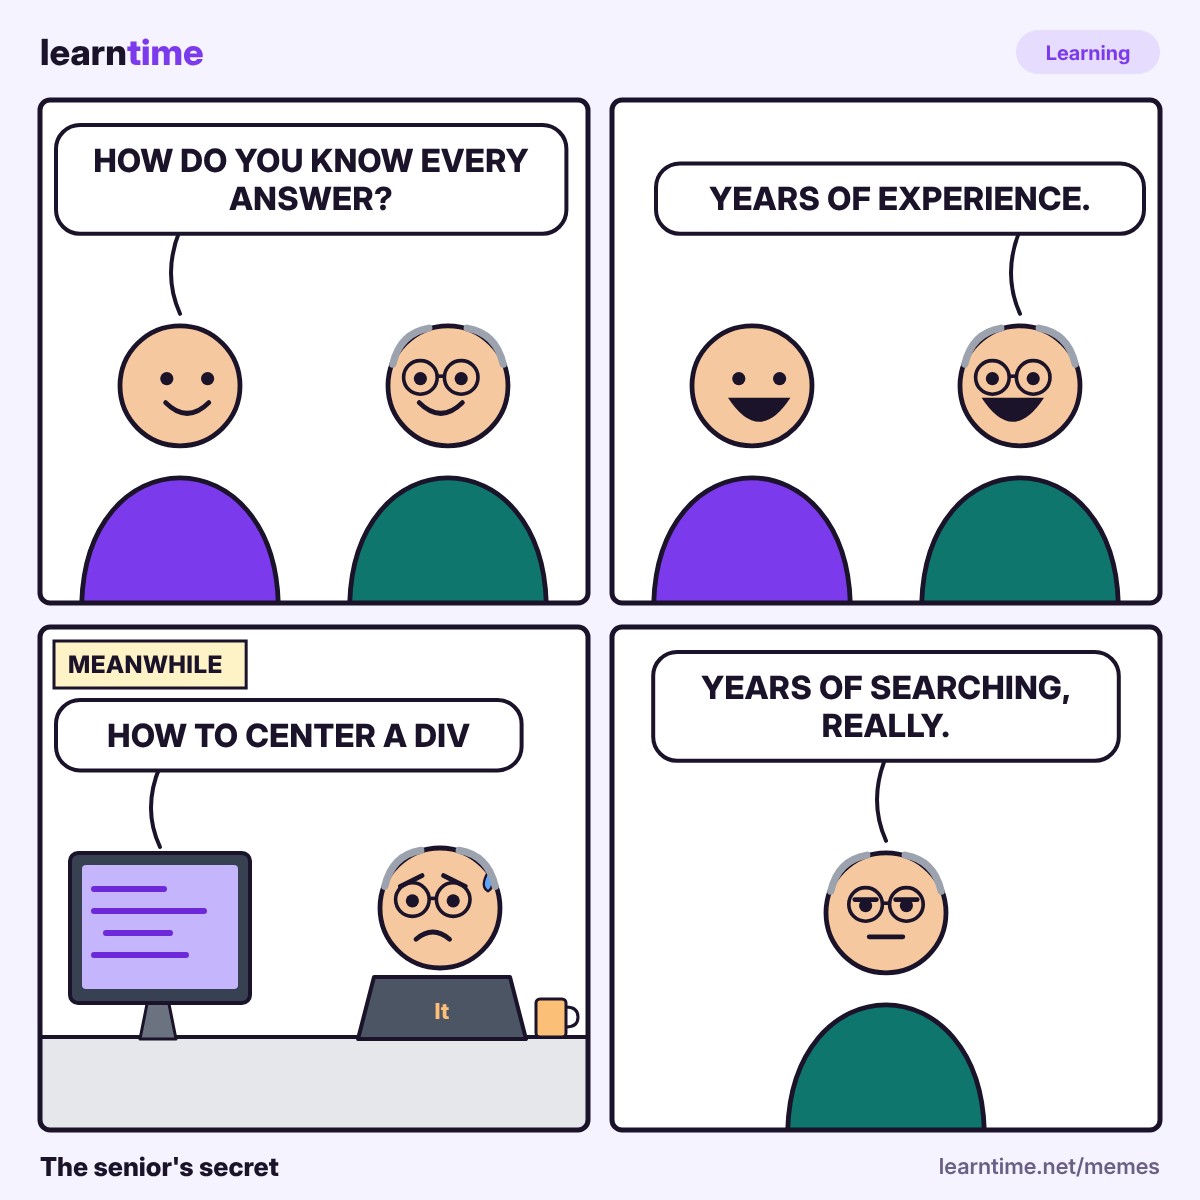 learntime
Learning
HOW DO YOU KNOW EVERY
ANSWER?
YEARS OF EXPERIENCE.
MEANWHILE
HOW TO CENTER A DIV
lt
YEARS OF SEARCHING,
REALLY.
The senior's secret
learntime.net/memes